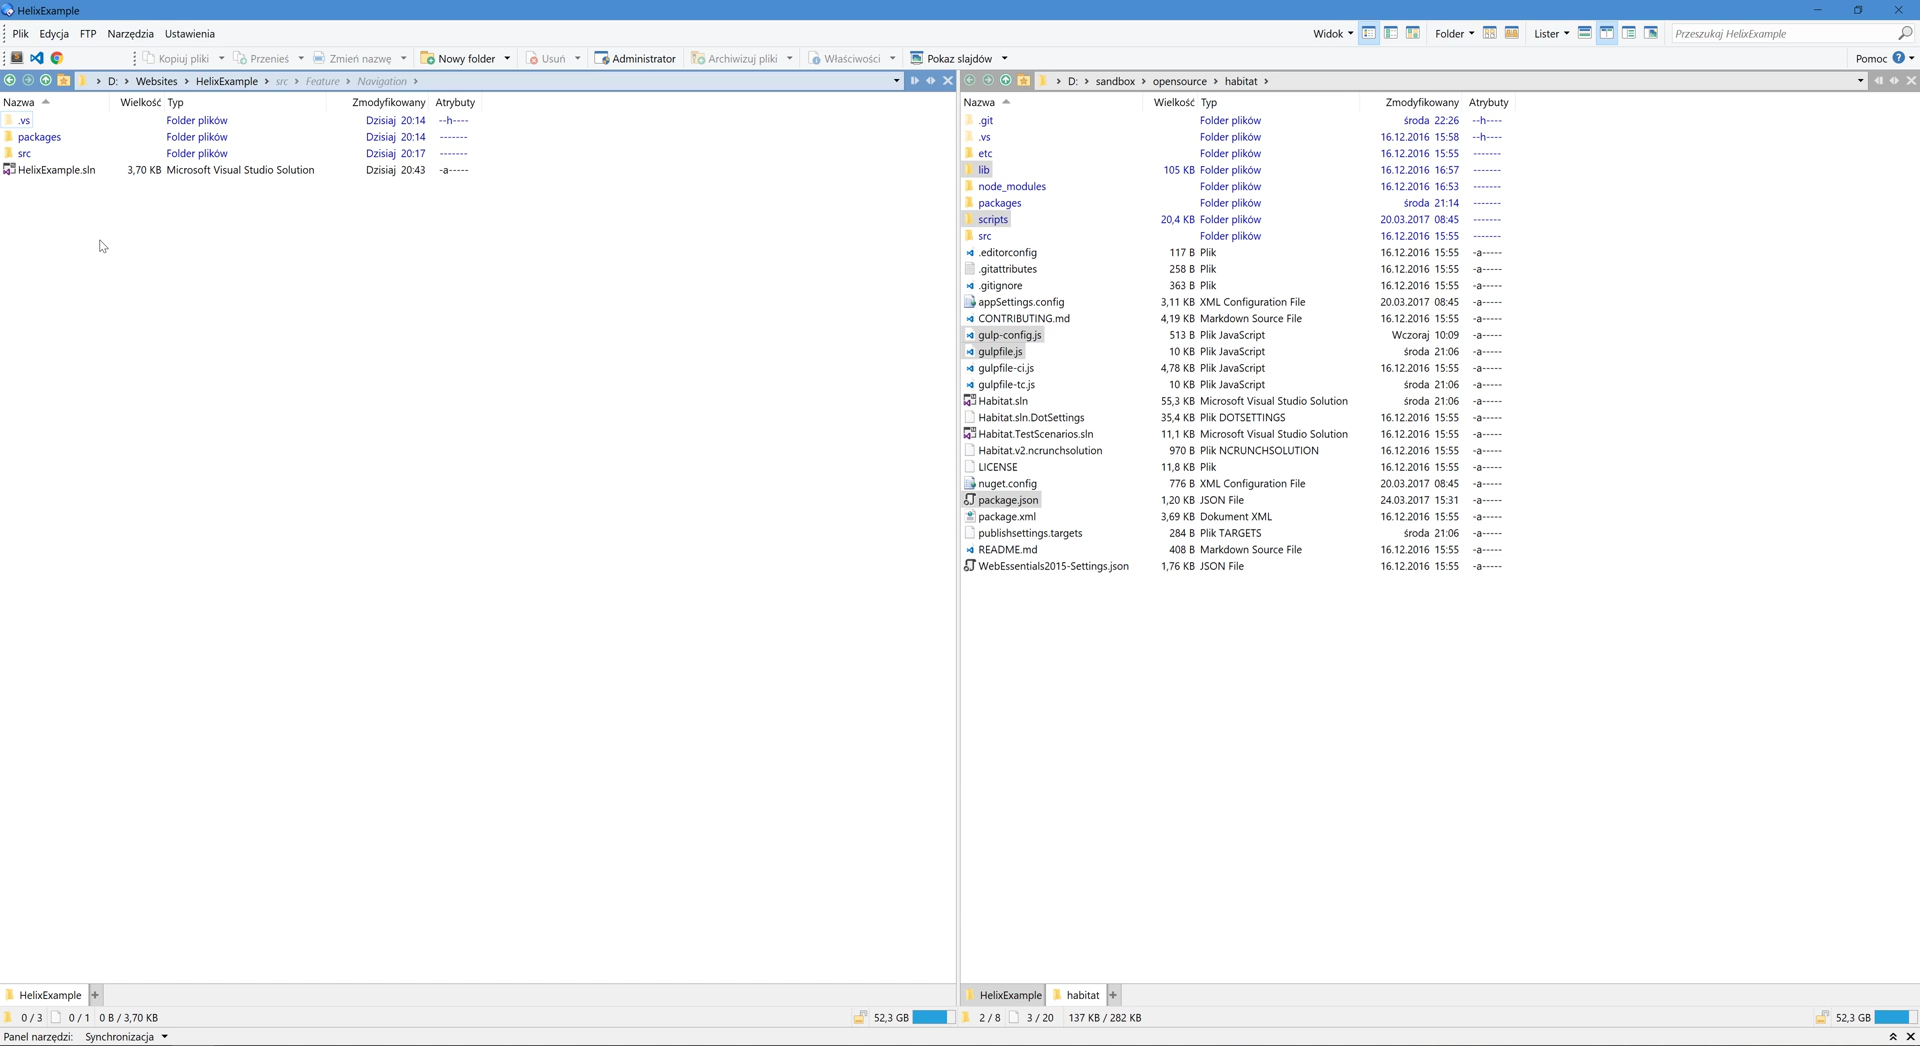 HelixExample
Plik Edycja FTP Narzędzia Ustawienia Widok Folder Lister Przeszukaj HelixExample
Kopiuj pliki Przenieś Zmień nazwę Nowy folder Usuń Administrator Archiwizuj pliki Właściwości Pokaz slajdów Pomoc
D: › Websites › HelixExample › src › Feature › Navigation ›
Nazwa Wielkość Typ Zmodyfikowany Atrybuty
.vs Folder plików Dzisiaj 20:14 --h----
packages Folder plików Dzisiaj 20:14 -------
src Folder plików Dzisiaj 20:17 -------
HelixExample.sln 3,70 KB Microsoft Visual Studio Solution Dzisiaj 20:43 -a-----
D: › sandbox › opensource › habitat ›
Nazwa Wielkość Typ Zmodyfikowany Atrybuty
.git Folder plików środa 22:26 --h----
.vs Folder plików 16.12.2016 15:58 --h----
etc Folder plików 16.12.2016 15:55 -------
lib 105 KB Folder plików 16.12.2016 16:57 -------
node_modules Folder plików 16.12.2016 16:53 -------
packages Folder plików środa 21:14 -------
scripts 20,4 KB Folder plików 20.03.2017 08:45 -------
src Folder plików 16.12.2016 15:55 -------
.editorconfig 117 B Plik 16.12.2016 15:55 -a-----
.gitattributes 258 B Plik 16.12.2016 15:55 -a-----
.gitignore 363 B Plik 16.12.2016 15:55 -a-----
appSettings.config 3,11 KB XML Configuration File 20.03.2017 08:45 -a-----
CONTRIBUTING.md 4,19 KB Markdown Source File 16.12.2016 15:55 -a-----
gulp-config.js 513 B Plik JavaScript Wczoraj 10:09 -a-----
gulpfile.js 10 KB Plik JavaScript środa 21:06 -a-----
gulpfile-ci.js 4,78 KB Plik JavaScript 16.12.2016 15:55 -a-----
gulpfile-tc.js 10 KB Plik JavaScript środa 21:06 -a-----
Habitat.sln 55,3 KB Microsoft Visual Studio Solution środa 21:06 -a-----
Habitat.sln.DotSettings 35,4 KB Plik DOTSETTINGS 16.12.2016 15:55 -a-----
Habitat.TestScenarios.sln 11,1 KB Microsoft Visual Studio Solution 16.12.2016 15:55 -a-----
Habitat.v2.ncrunchsolution 970 B Plik NCRUNCHSOLUTION 16.12.2016 15:55 -a-----
LICENSE 11,8 KB Plik 16.12.2016 15:55 -a-----
nuget.config 776 B XML Configuration File 20.03.2017 08:45 -a-----
package.json 1,20 KB JSON File 24.03.2017 15:31 -a-----
package.xml 3,69 KB Dokument XML 16.12.2016 15:55 -a-----
publishsettings.targets 284 B Plik TARGETS środa 21:06 -a-----
README.md 408 B Markdown Source File 16.12.2016 15:55 -a-----
WebEssentials2015-Settings.json 1,76 KB JSON File 16.12.2016 15:55 -a-----
HelixExample +
HelixExample habitat +
0 / 3 0 / 1 0 B / 3,70 KB 52,3 GB
2 / 8 3 / 20 137 KB / 282 KB 52,3 GB
Panel narzędzi: Synchronizacja